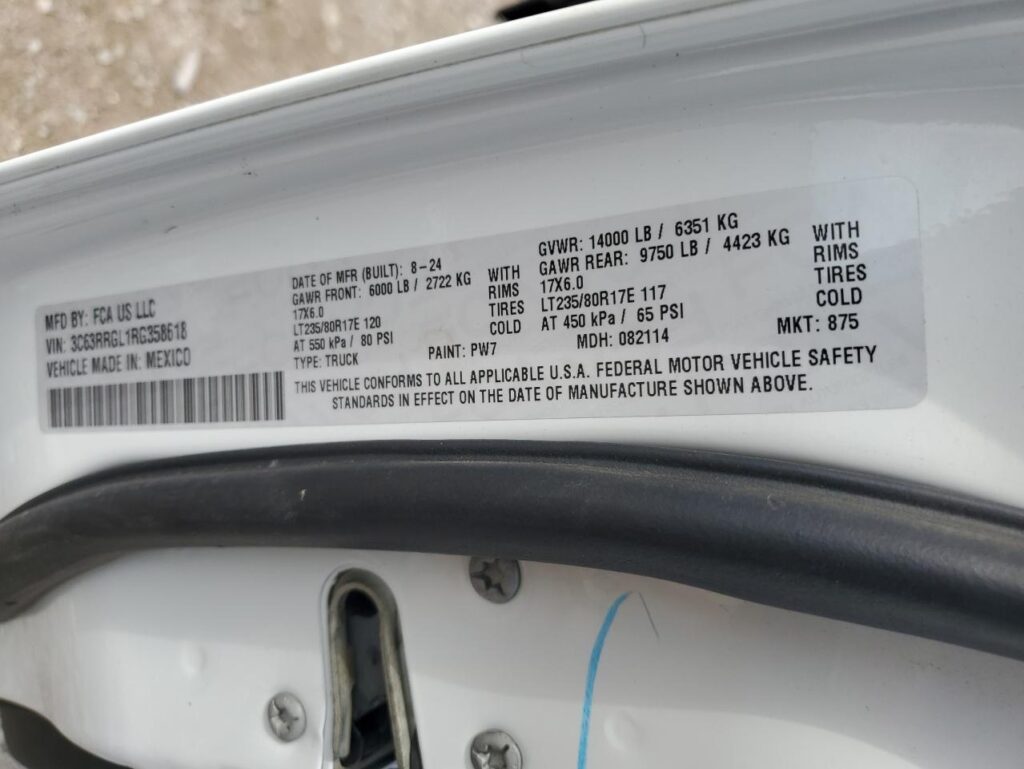 MFD BY: FCA US LLC
VIN: 3C63RRGL1RG358618
VEHICLE MADE IN: MEXICO
DATE OF MFR (BUILT): 8-24
GAWR FRONT: 6000 LB / 2722 KG WITH
17X6.0 RIMS
LT235/80R17E 120 TIRES
AT 550 kPa / 80 PSI COLD
TYPE: TRUCK PAINT: PW7
GVWR: 14000 LB / 6351 KG
GAWR REAR: 9750 LB / 4423 KG WITH
17X6.0 RIMS
LT235/80R17E 117 TIRES
AT 450 kPa / 65 PSI COLD
MDH: 082114 MKT: 875
THIS VEHICLE CONFORMS TO ALL APPLICABLE U.S.A. FEDERAL MOTOR VEHICLE SAFETY
STANDARDS IN EFFECT ON THE DATE OF MANUFACTURE SHOWN ABOVE.